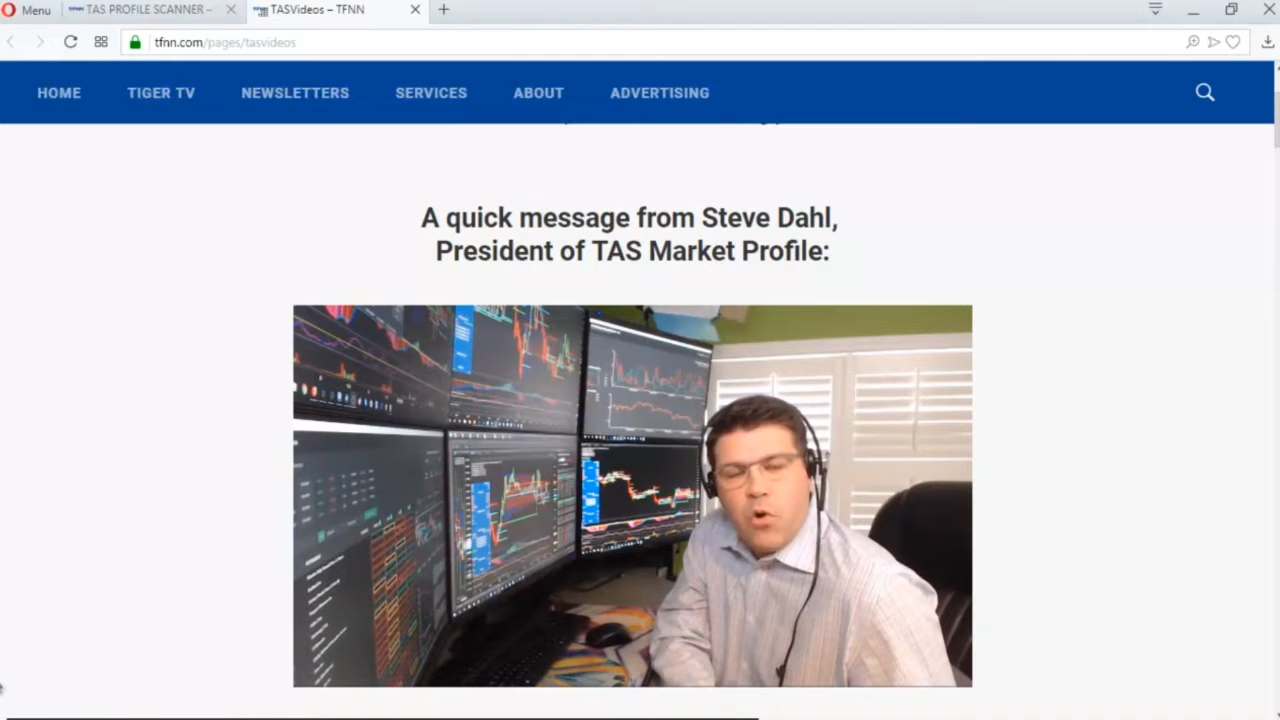 Menu
TAS PROFILE SCANNER –
TASVideos – TFNN
tfnn.com/pages/tasvideos
HOME
TIGER TV
NEWSLETTERS
SERVICES
ABOUT
ADVERTISING
A quick message from Steve Dahl,
President of TAS Market Profile: